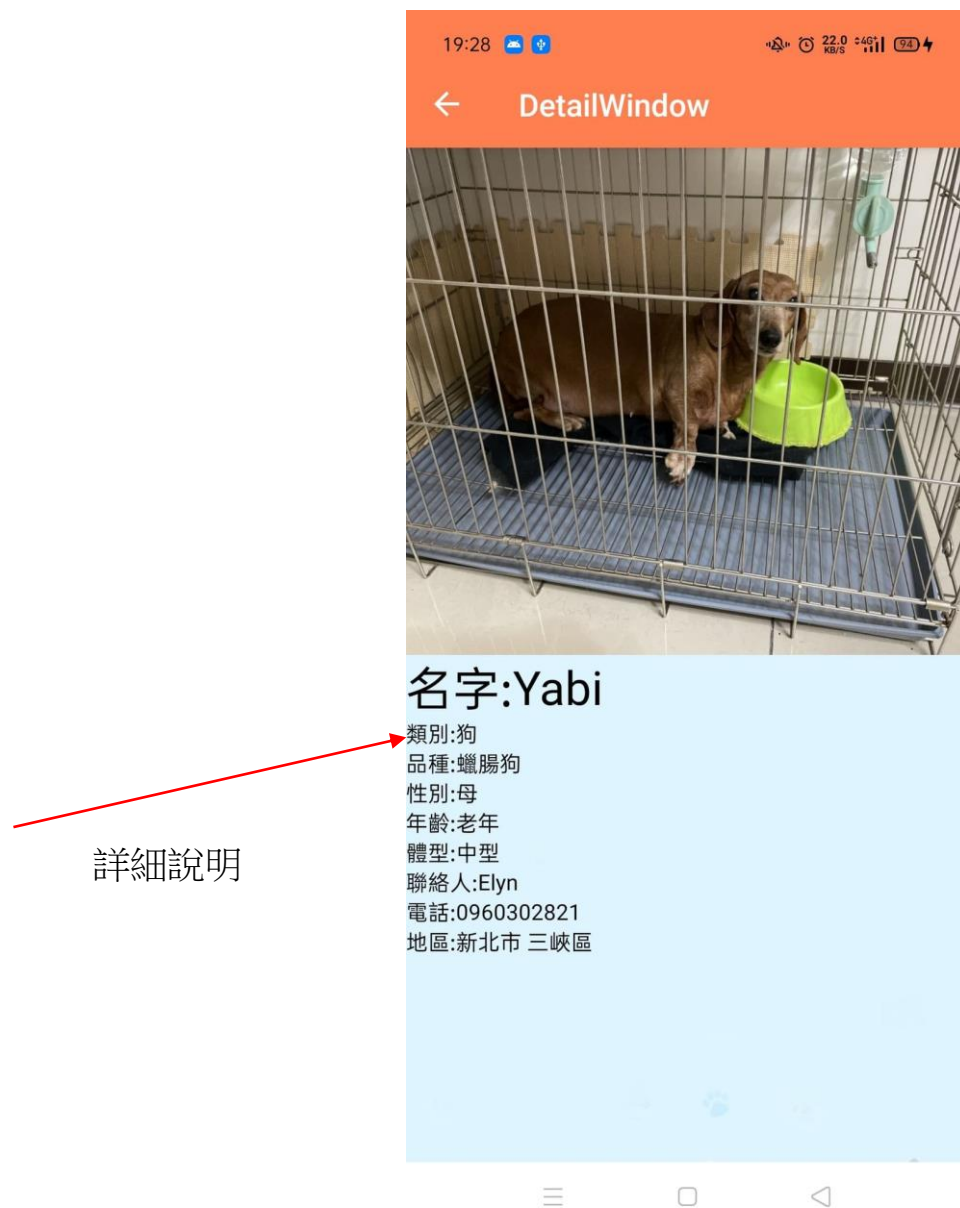 19:28
22.0 KB/S 4G+ 94
DetailWindow
名字:Yabi
類別:狗
品種:蠟腸狗
性別:母
年齡:老年
體型:中型
聯絡人:Elyn
電話:0960302821
地區:新北市 三峽區
詳細說明